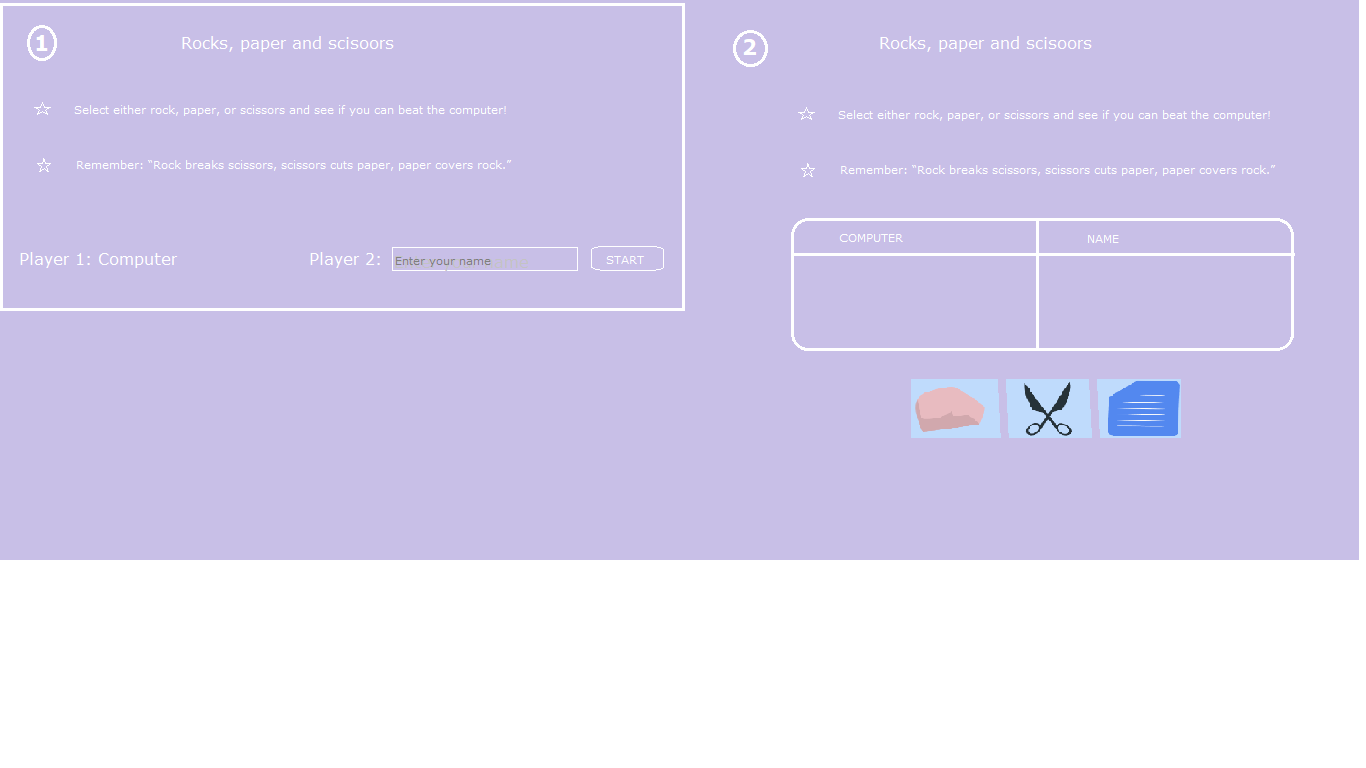 1
Rocks, paper and scisoors
☆ Select either rock, paper, or scissors and see if you can beat the computer!
☆ Remember: “Rock breaks scissors, scissors cuts paper, paper covers rock.”
Player 1: Computer
Player 2: Enter your name START
2
Rocks, paper and scisoors
☆ Select either rock, paper, or scissors and see if you can beat the computer!
☆ Remember: “Rock breaks scissors, scissors cuts paper, paper covers rock.”
COMPUTER NAME